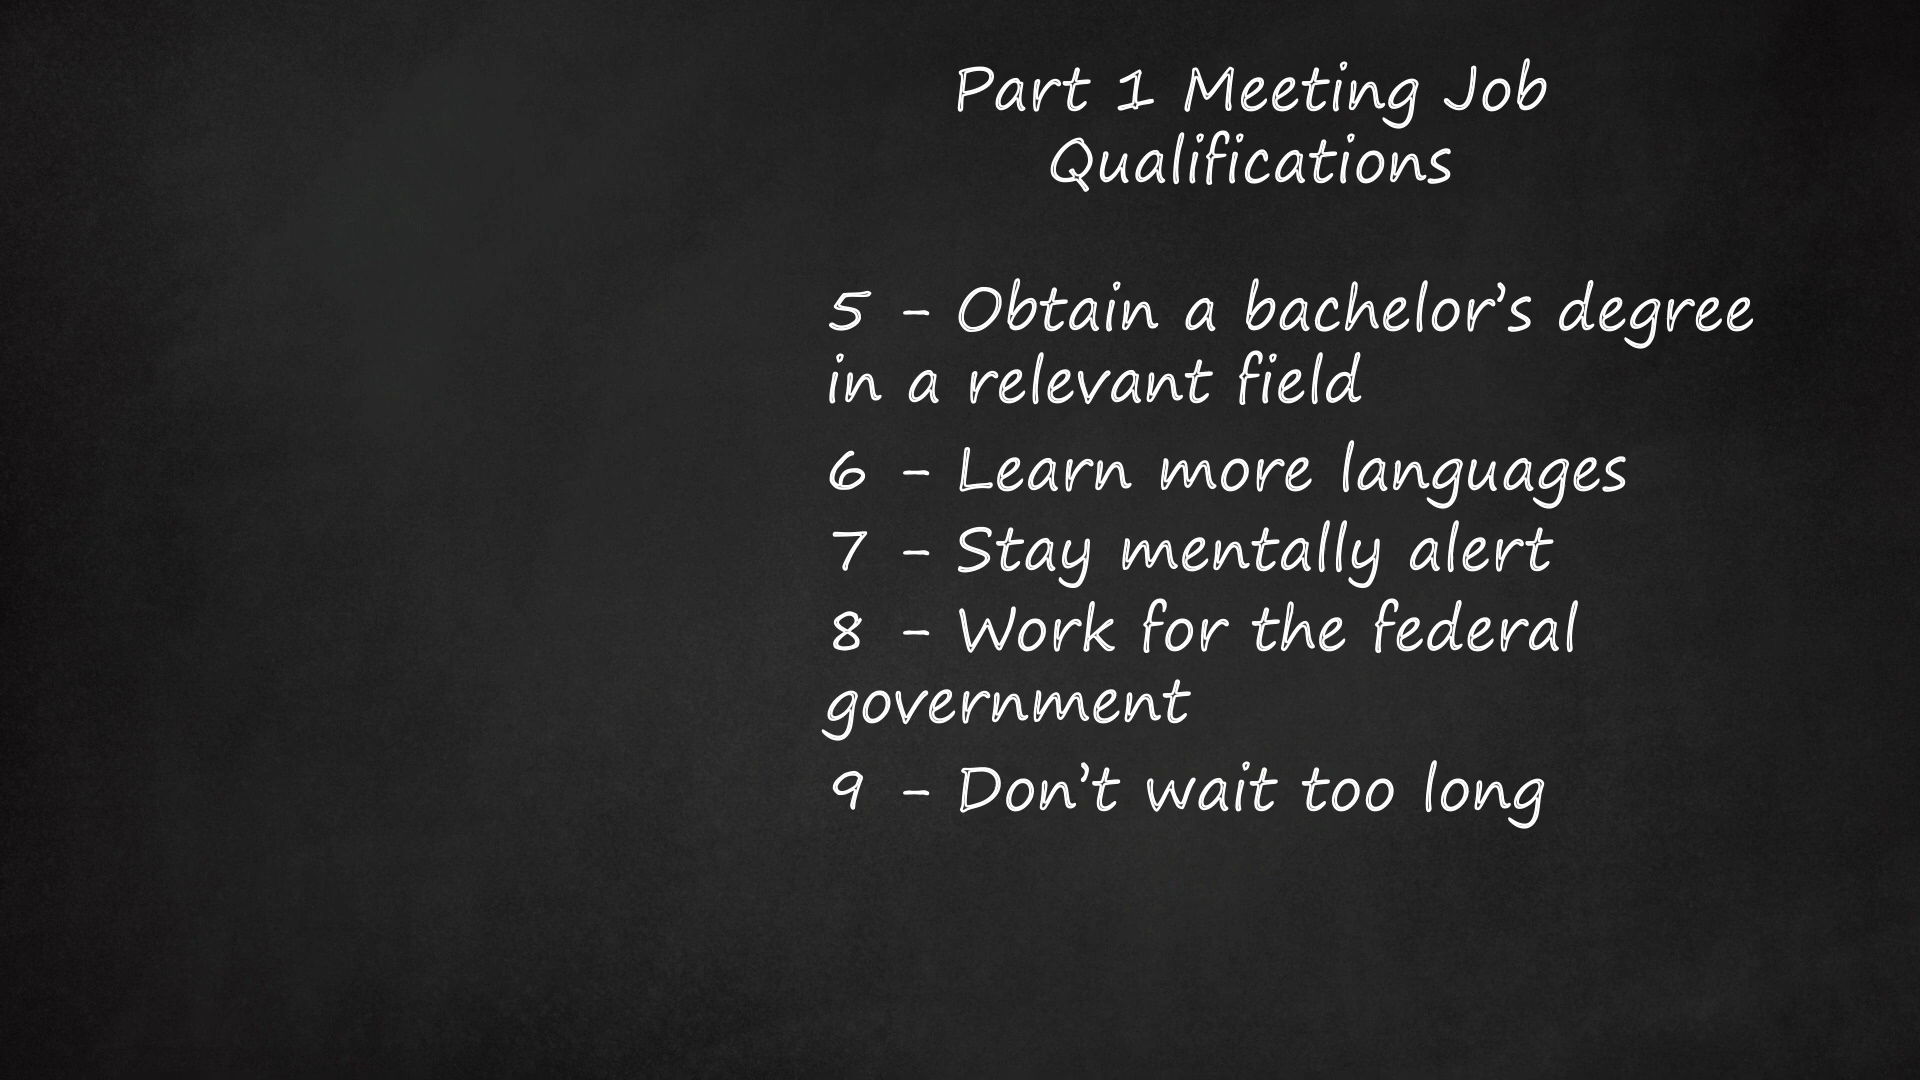 Part 1 Meeting Job
Qualifications
5 - Obtain a bachelor’s degree
in a relevant field
6 - Learn more languages
7 - Stay mentally alert
8 - Work for the federal
government
9 - Don’t wait too long